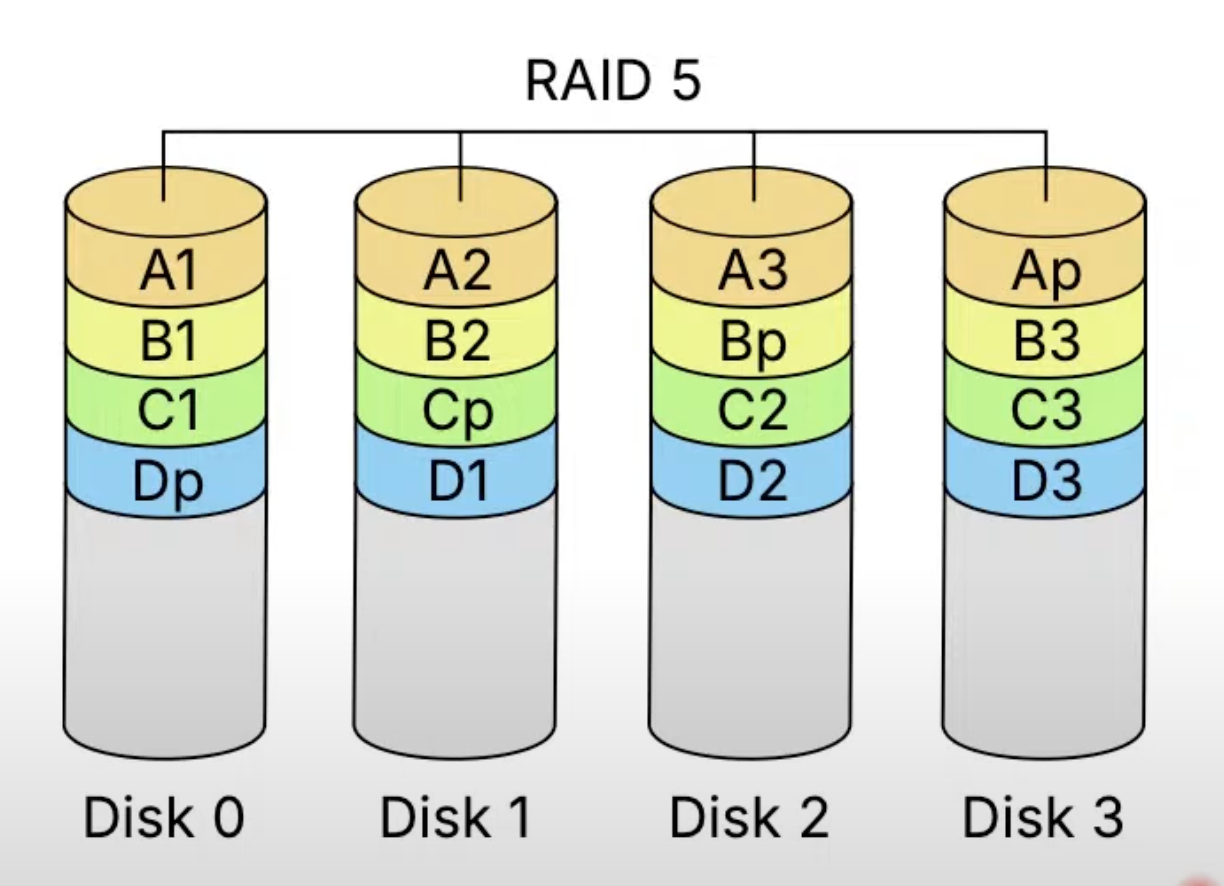 RAID 5
A1 A2 A3 Ap
B1 B2 Bp B3
C1 Cp C2 C3
Dp D1 D2 D3
Disk 0 Disk 1 Disk 2 Disk 3